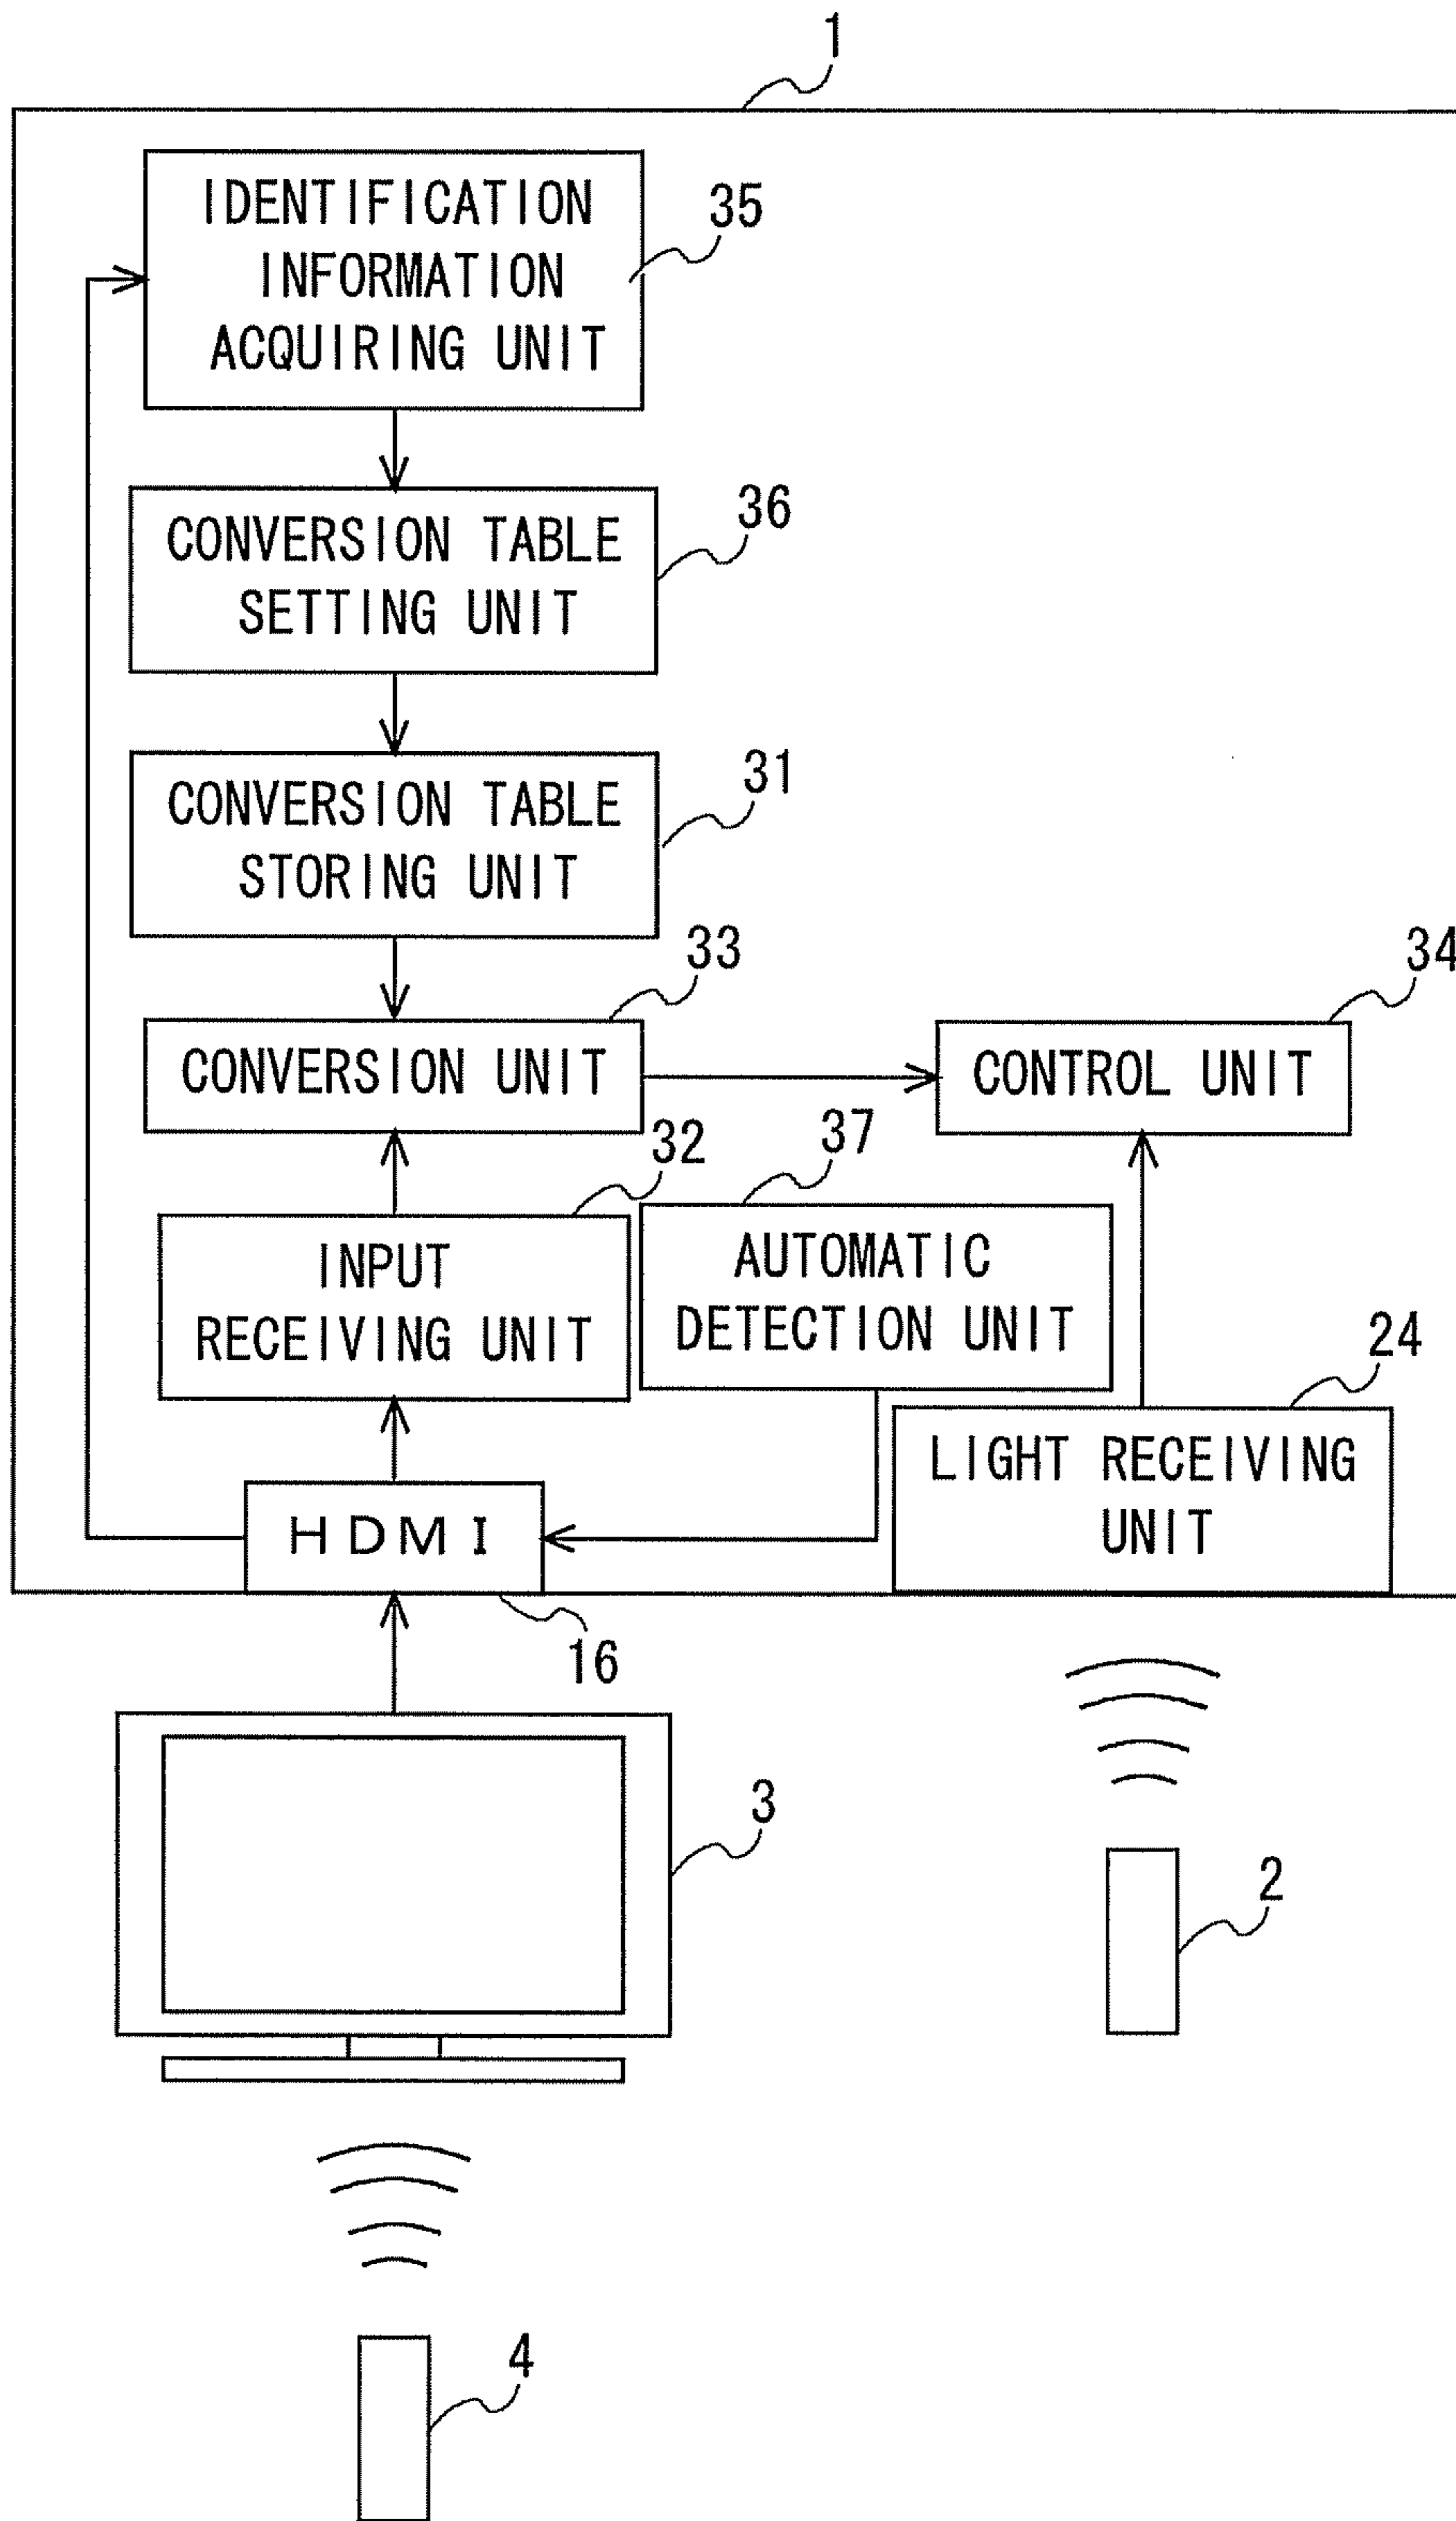 1
IDENTIFICATION
INFORMATION
ACQUIRING UNIT
35
CONVERSION TABLE
SETTING UNIT
36
CONVERSION TABLE
STORING UNIT
31
33
CONVERSION UNIT
34
CONTROL UNIT
32
INPUT
RECEIVING UNIT
37
AUTOMATIC
DETECTION UNIT
24
LIGHT RECEIVING
UNIT
HDMI
16
3
2
4